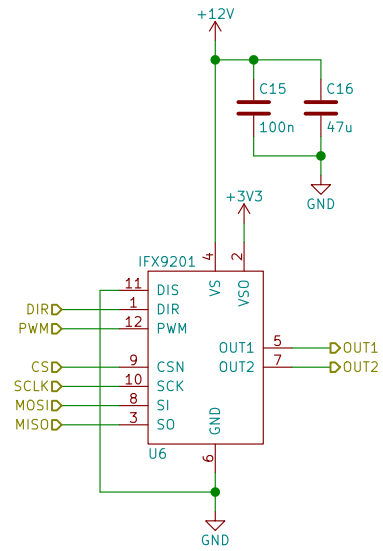 +12V
C15
C16
100n
47u
GND
+3V3
IFX9201
4
2
VS
VSO
11
DIS
DIR
1
DIR
PWM
12
PWM
OUT1
5
OUT1
CS
9
CSN
OUT2
7
OUT2
SCLK
10
SCK
MOSI
8
SI
MISO
3
SO
GND
U6
6
GND